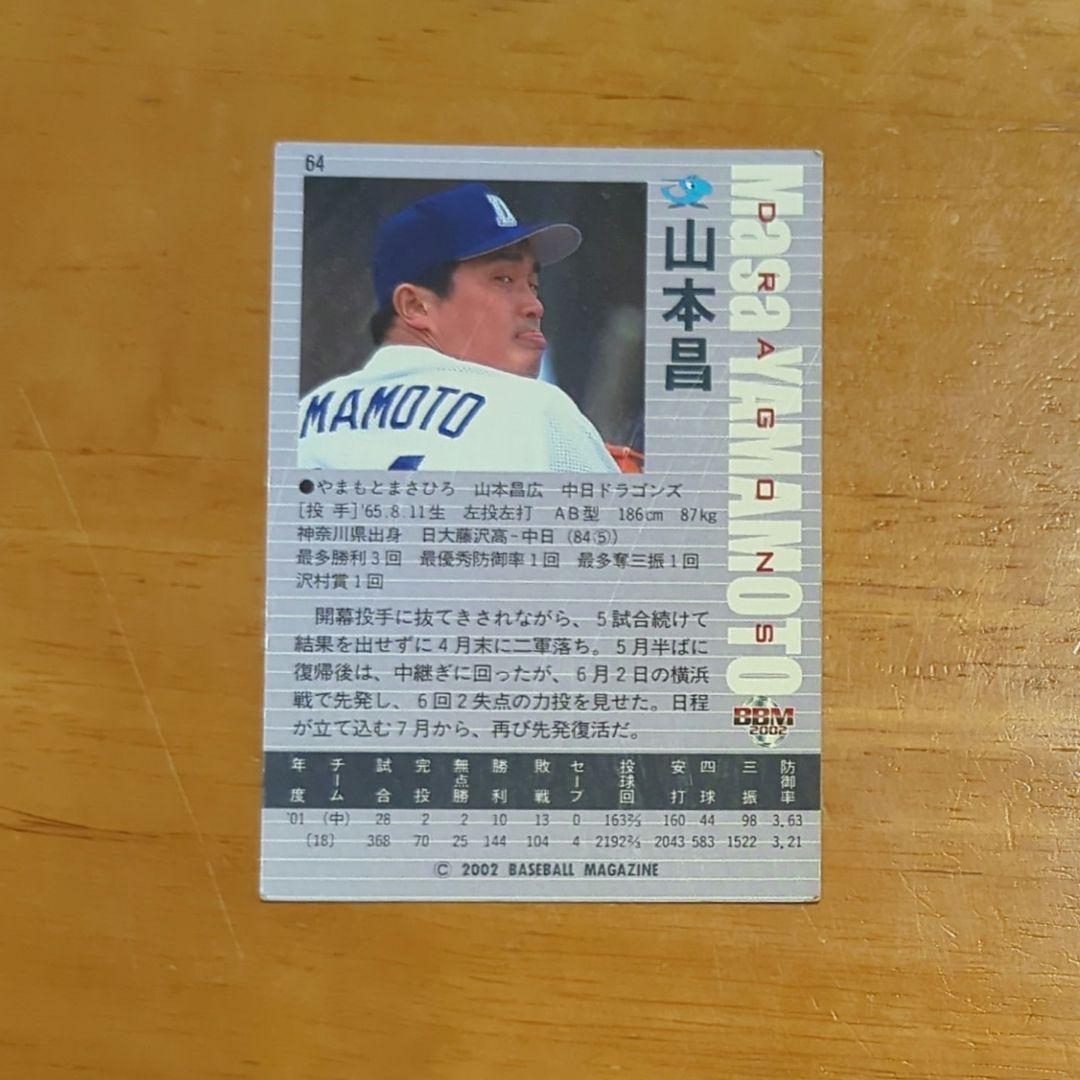 64
山本昌
Masa YAMAMOTO
DRAGONS
MAMOTO
●やまもとまさひろ 山本昌広 中日ドラゴンズ
[投手]'65.8.11生 左投左打 AB型 186cm 87kg
神奈川県出身 日大藤沢高-中日（84⑤）
最多勝利3回 最優秀防御率1回 最多奪三振1回
沢村賞1回
開幕投手に抜てきされながら、5試合続けて
結果を出せずに4月末に二軍落ち。5月半ばに
復帰後は、中継ぎに回ったが、6月2日の横浜
戦で先発し、6回2失点の力投を見せた。日程
が立て込む7月から、再び先発復活だ。
BBM
2002
年度 チーム 試合 完投 無点勝 勝利 敗戦 セーブ 投球回 安打 四球 三振 防御率
'01 (中) 28 2 2 10 13 0 163⅔ 160 44 98 3.63
〔18〕 368 70 25 144 104 4 2192⅔ 2043 583 1522 3.21
© 2002 BASEBALL MAGAZINE